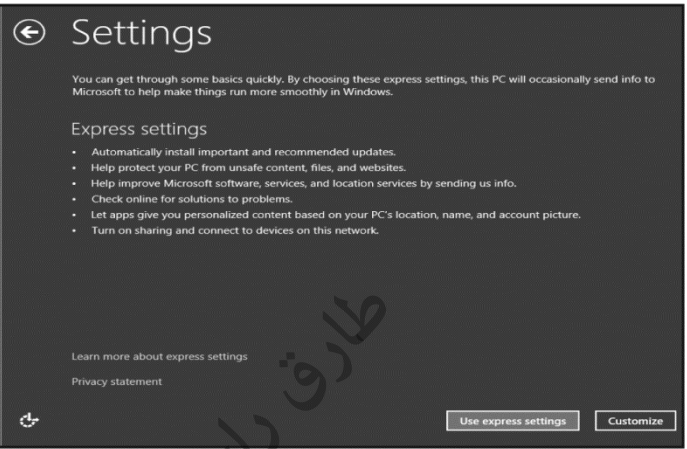 Settings
You can get through some basics quickly. By choosing these express settings, this PC will occasionally send info to
Microsoft to help make things run more smoothly in Windows.
Express settings
• Automatically install important and recommended updates.
• Help protect your PC from unsafe content, files, and websites.
• Help improve Microsoft software, services, and location services by sending us info.
• Check online for solutions to problems.
• Let apps give you personalized content based on your PC's location, name, and account picture.
• Turn on sharing and connect to devices on this network.
طارق
Learn more about express settings
Privacy statement
Use express settings
Customize